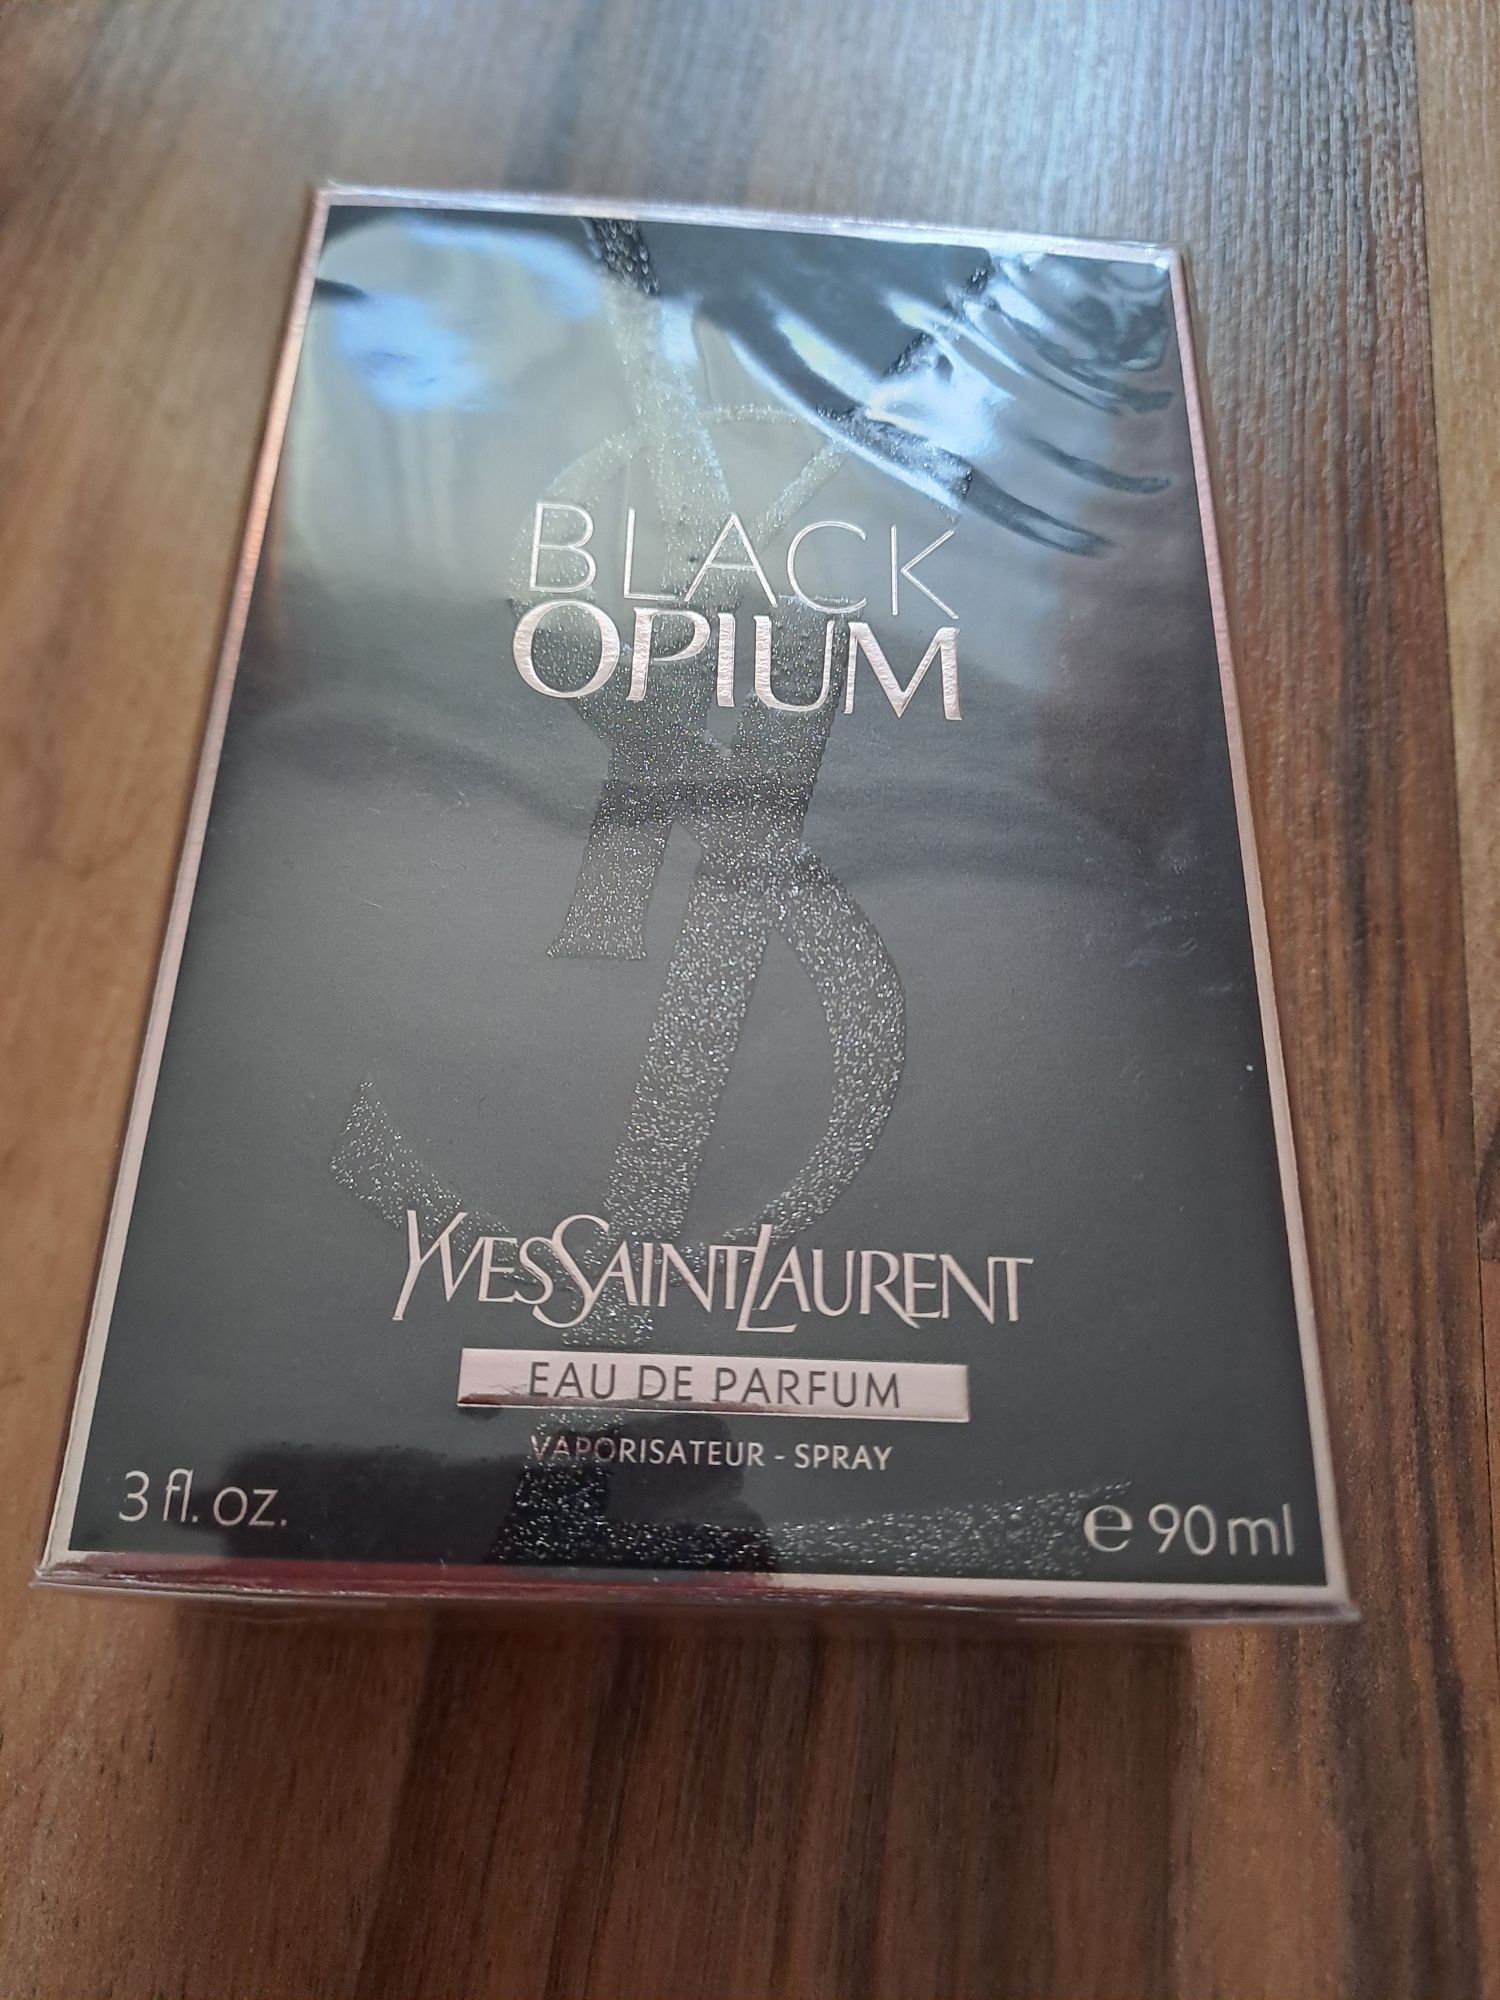 BLACK
OPIUM
YVESSAINTLAURENT
EAU DE PARFUM
VAPORISATEUR - SPRAY
3 fl. oz.
℮ 90 ml